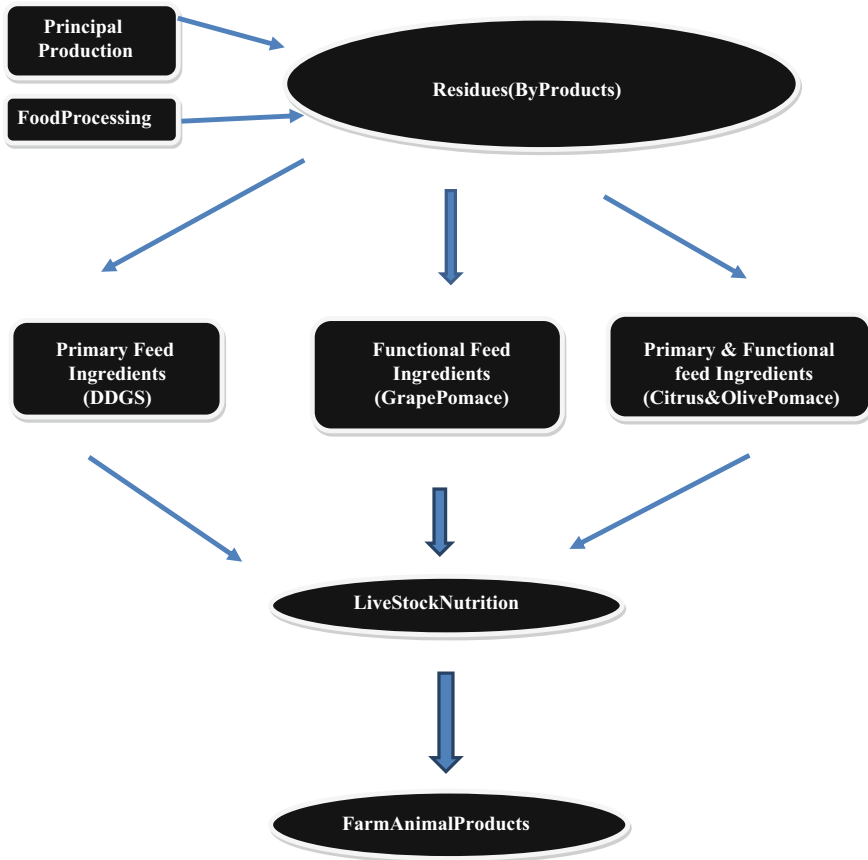 Principal
Production
Residues(ByProducts)
FoodProcessing
Primary Feed
Ingredients
(DDGS)
Functional Feed
Ingredients
(GrapePomace)
Primary & Functional
feed Ingredients
(Citrus&OlivePomace)
LiveStockNutrition
FarmAnimalProducts